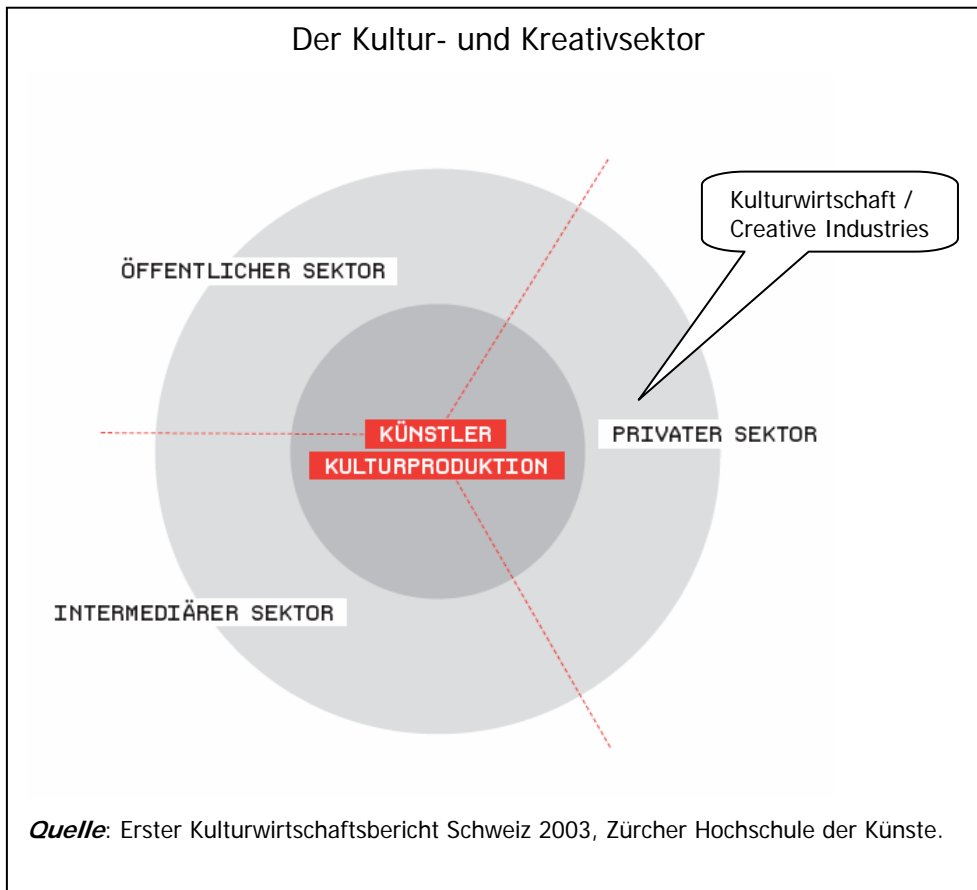 Der Kultur- und Kreativsektor
Kulturwirtschaft /
Creative Industries
ÖFFENTLICHER SEKTOR
KÜNSTLER
PRIVATER SEKTOR
KULTURPRODUKTION
INTERMEDIÄRER SEKTOR
Quelle: Erster Kulturwirtschaftsbericht Schweiz 2003, Zürcher Hochschule der Künste.